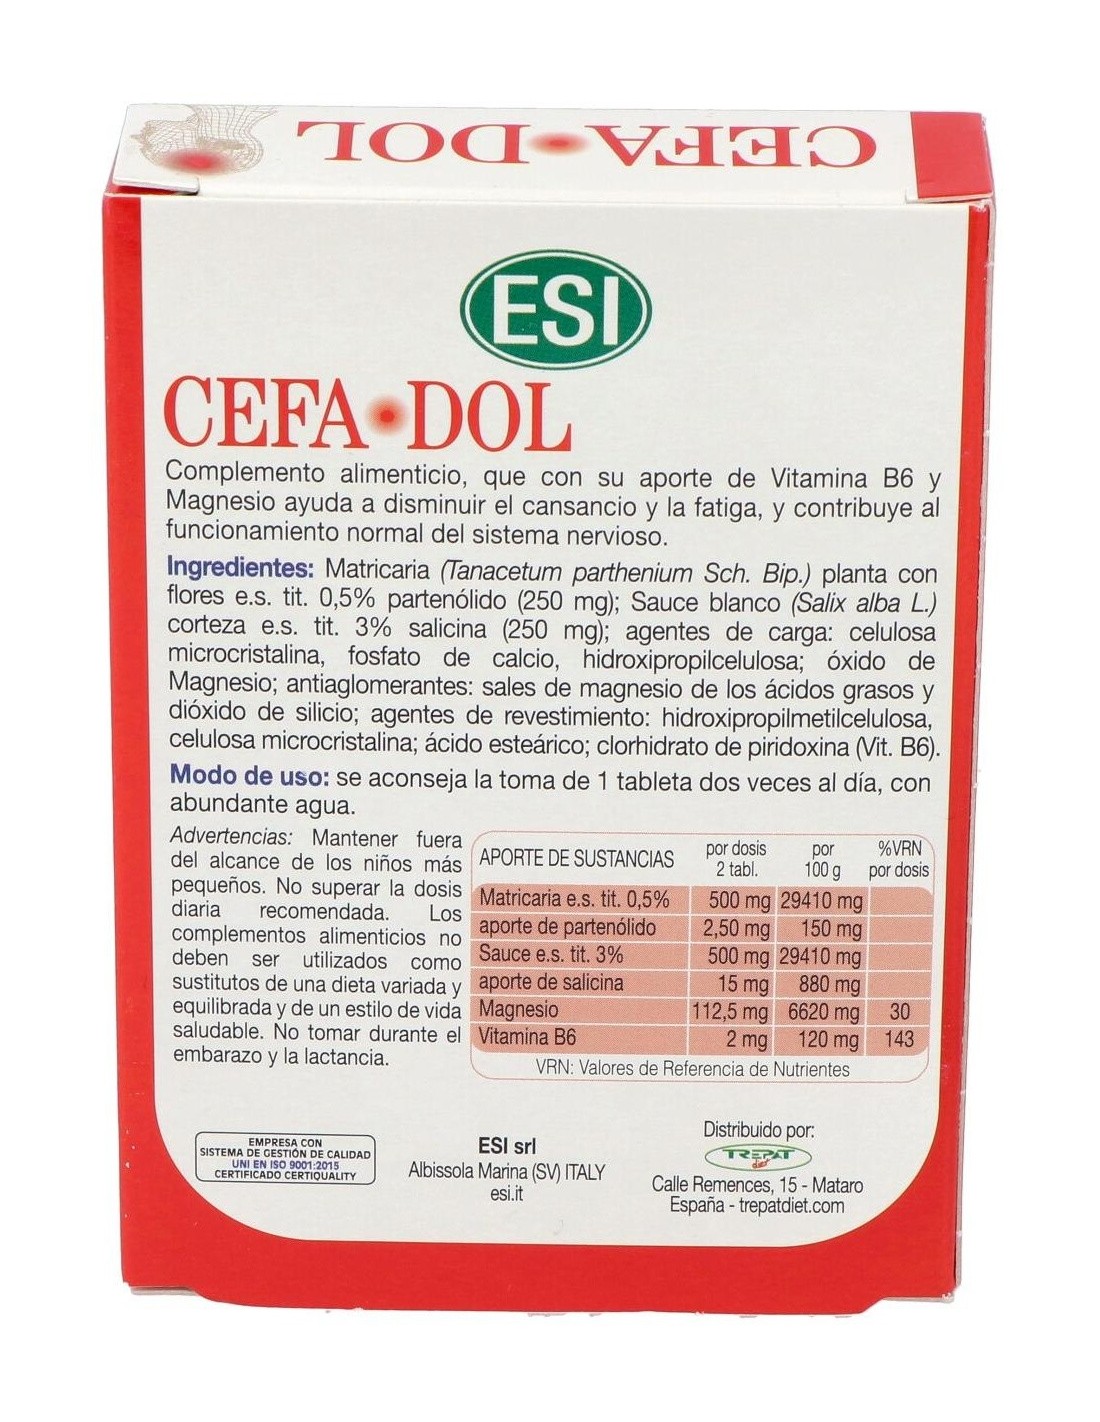 CEFA•DOL
ESI
CEFA•DOL
Complemento alimenticio, que con su aporte de Vitamina B6 y
Magnesio ayuda a disminuir el cansancio y la fatiga, y contribuye al
funcionamiento normal del sistema nervioso.
Ingredientes: Matricaria (Tanacetum parthenium Sch. Bip.) planta con
flores e.s. tit. 0,5% partenólido (250 mg); Sauce blanco (Salix alba L.)
corteza e.s. tit. 3% salicina (250 mg); agentes de carga: celulosa
microcristalina, fosfato de calcio, hidroxipropilcelulosa; óxido de
Magnesio; antiaglomerantes: sales de magnesio de los ácidos grasos y
dióxido de silicio; agentes de revestimiento: hidroxipropilmetilcelulosa,
celulosa microcristalina; ácido esteárico; clorhidrato de piridoxina (Vit. B6).
Modo de uso: se aconseja la toma de 1 tableta dos veces al día, con
abundante agua.
Advertencias: Mantener fuera
del alcance de los niños más
pequeños. No superar la dosis
diaria recomendada. Los
complementos alimenticios no
deben ser utilizados como
sustitutos de una dieta variada y
equilibrada y de un estilo de vida
saludable. No tomar durante el
embarazo y la lactancia.
APORTE DE SUSTANCIAS por dosis 2 tabl. por 100 g %VRN por dosis
Matricaria e.s. tit. 0,5% 500 mg 29410 mg
aporte de partenólido 2,50 mg 150 mg
Sauce e.s. tit. 3% 500 mg 29410 mg
aporte de salicina 15 mg 880 mg
Magnesio 112,5 mg 6620 mg 30
Vitamina B6 2 mg 120 mg 143
VRN: Valores de Referencia de Nutrientes
EMPRESA CON
SISTEMA DE GESTIÓN DE CALIDAD
UNI EN ISO 9001:2015
CERTIFICADO CERTIQUALITY
ESI srl
Albissola Marina (SV) ITALY
esi.it
Distribuido por:
TREPAT
diet
Calle Remences, 15 - Mataro
España - trepatdiet.com